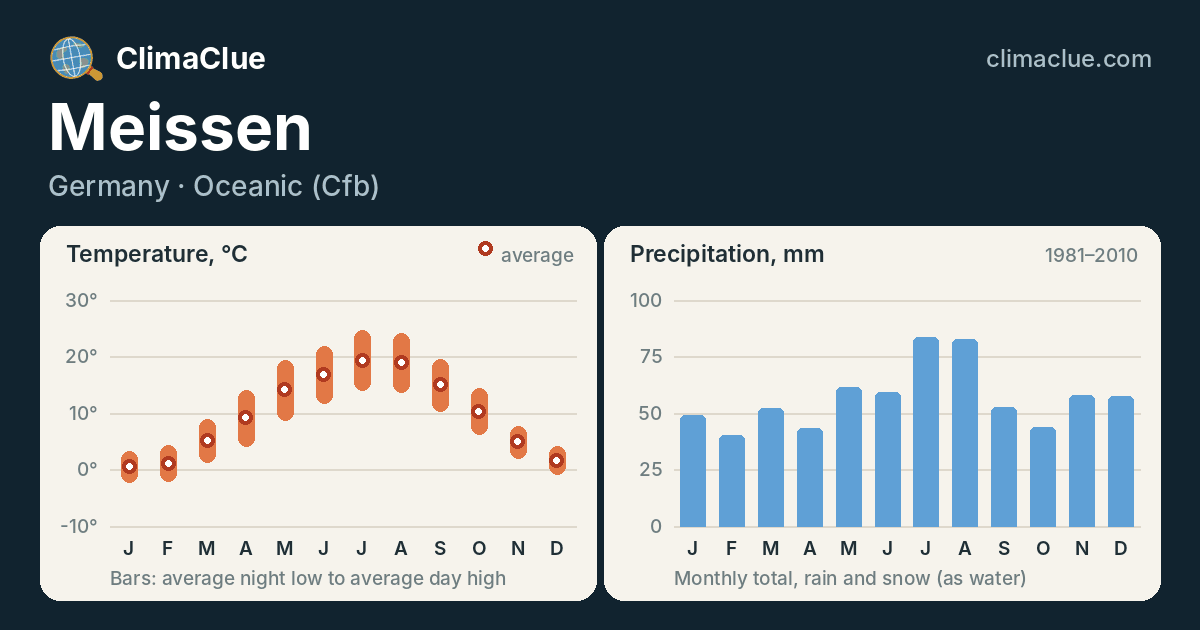 ClimaClue
climaclue.com
Meissen
Germany · Oceanic (Cfb)
Temperature, °C
average
30°
20°
10°
0°
-10°
J F M A M J J A S O N D
Bars: average night low to average day high
Precipitation, mm
1981–2010
100
75
50
25
0
J F M A M J J A S O N D
Monthly total, rain and snow (as water)